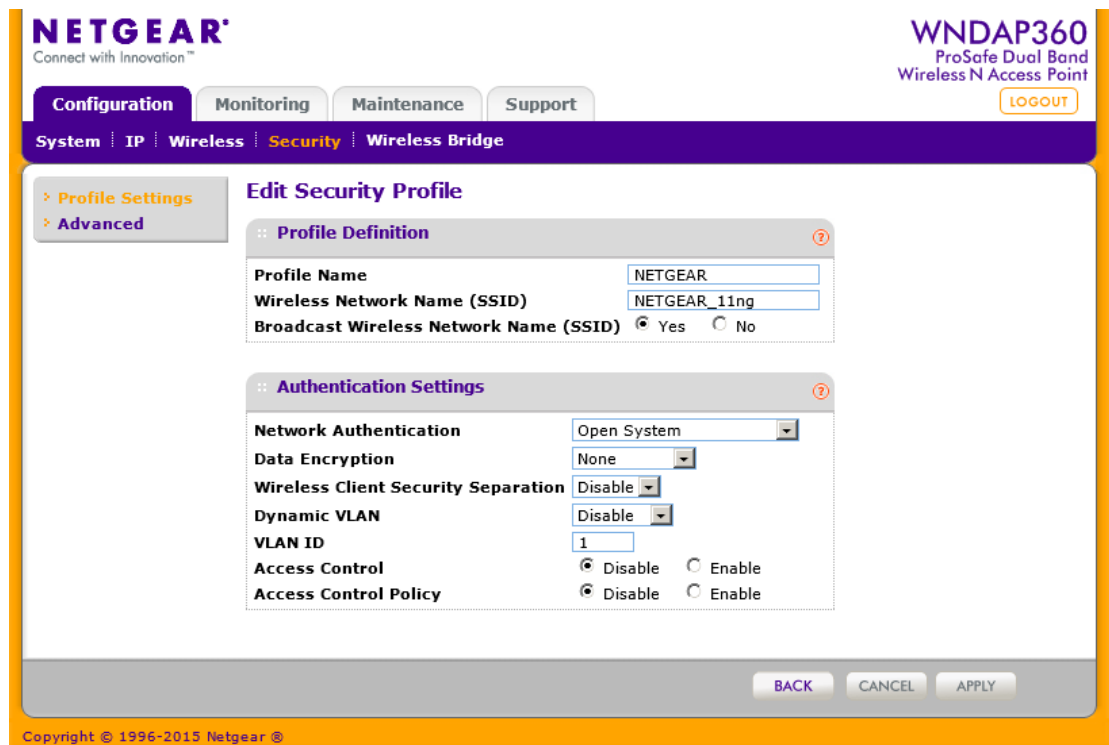 NETGEAR®
Connect with Innovation™
WNDAP360
ProSafe Dual Band
Wireless N Access Point
LOGOUT
Configuration Monitoring Maintenance Support
System IP Wireless Security Wireless Bridge
Profile Settings
Advanced
Edit Security Profile
:: Profile Definition ?
Profile Name NETGEAR
Wireless Network Name (SSID) NETGEAR_11ng
Broadcast Wireless Network Name (SSID) Yes No
:: Authentication Settings ?
Network Authentication Open System
Data Encryption None
Wireless Client Security Separation Disable
Dynamic VLAN Disable
VLAN ID 1
Access Control Disable Enable
Access Control Policy Disable Enable
BACK CANCEL APPLY
Copyright © 1996-2015 Netgear ®